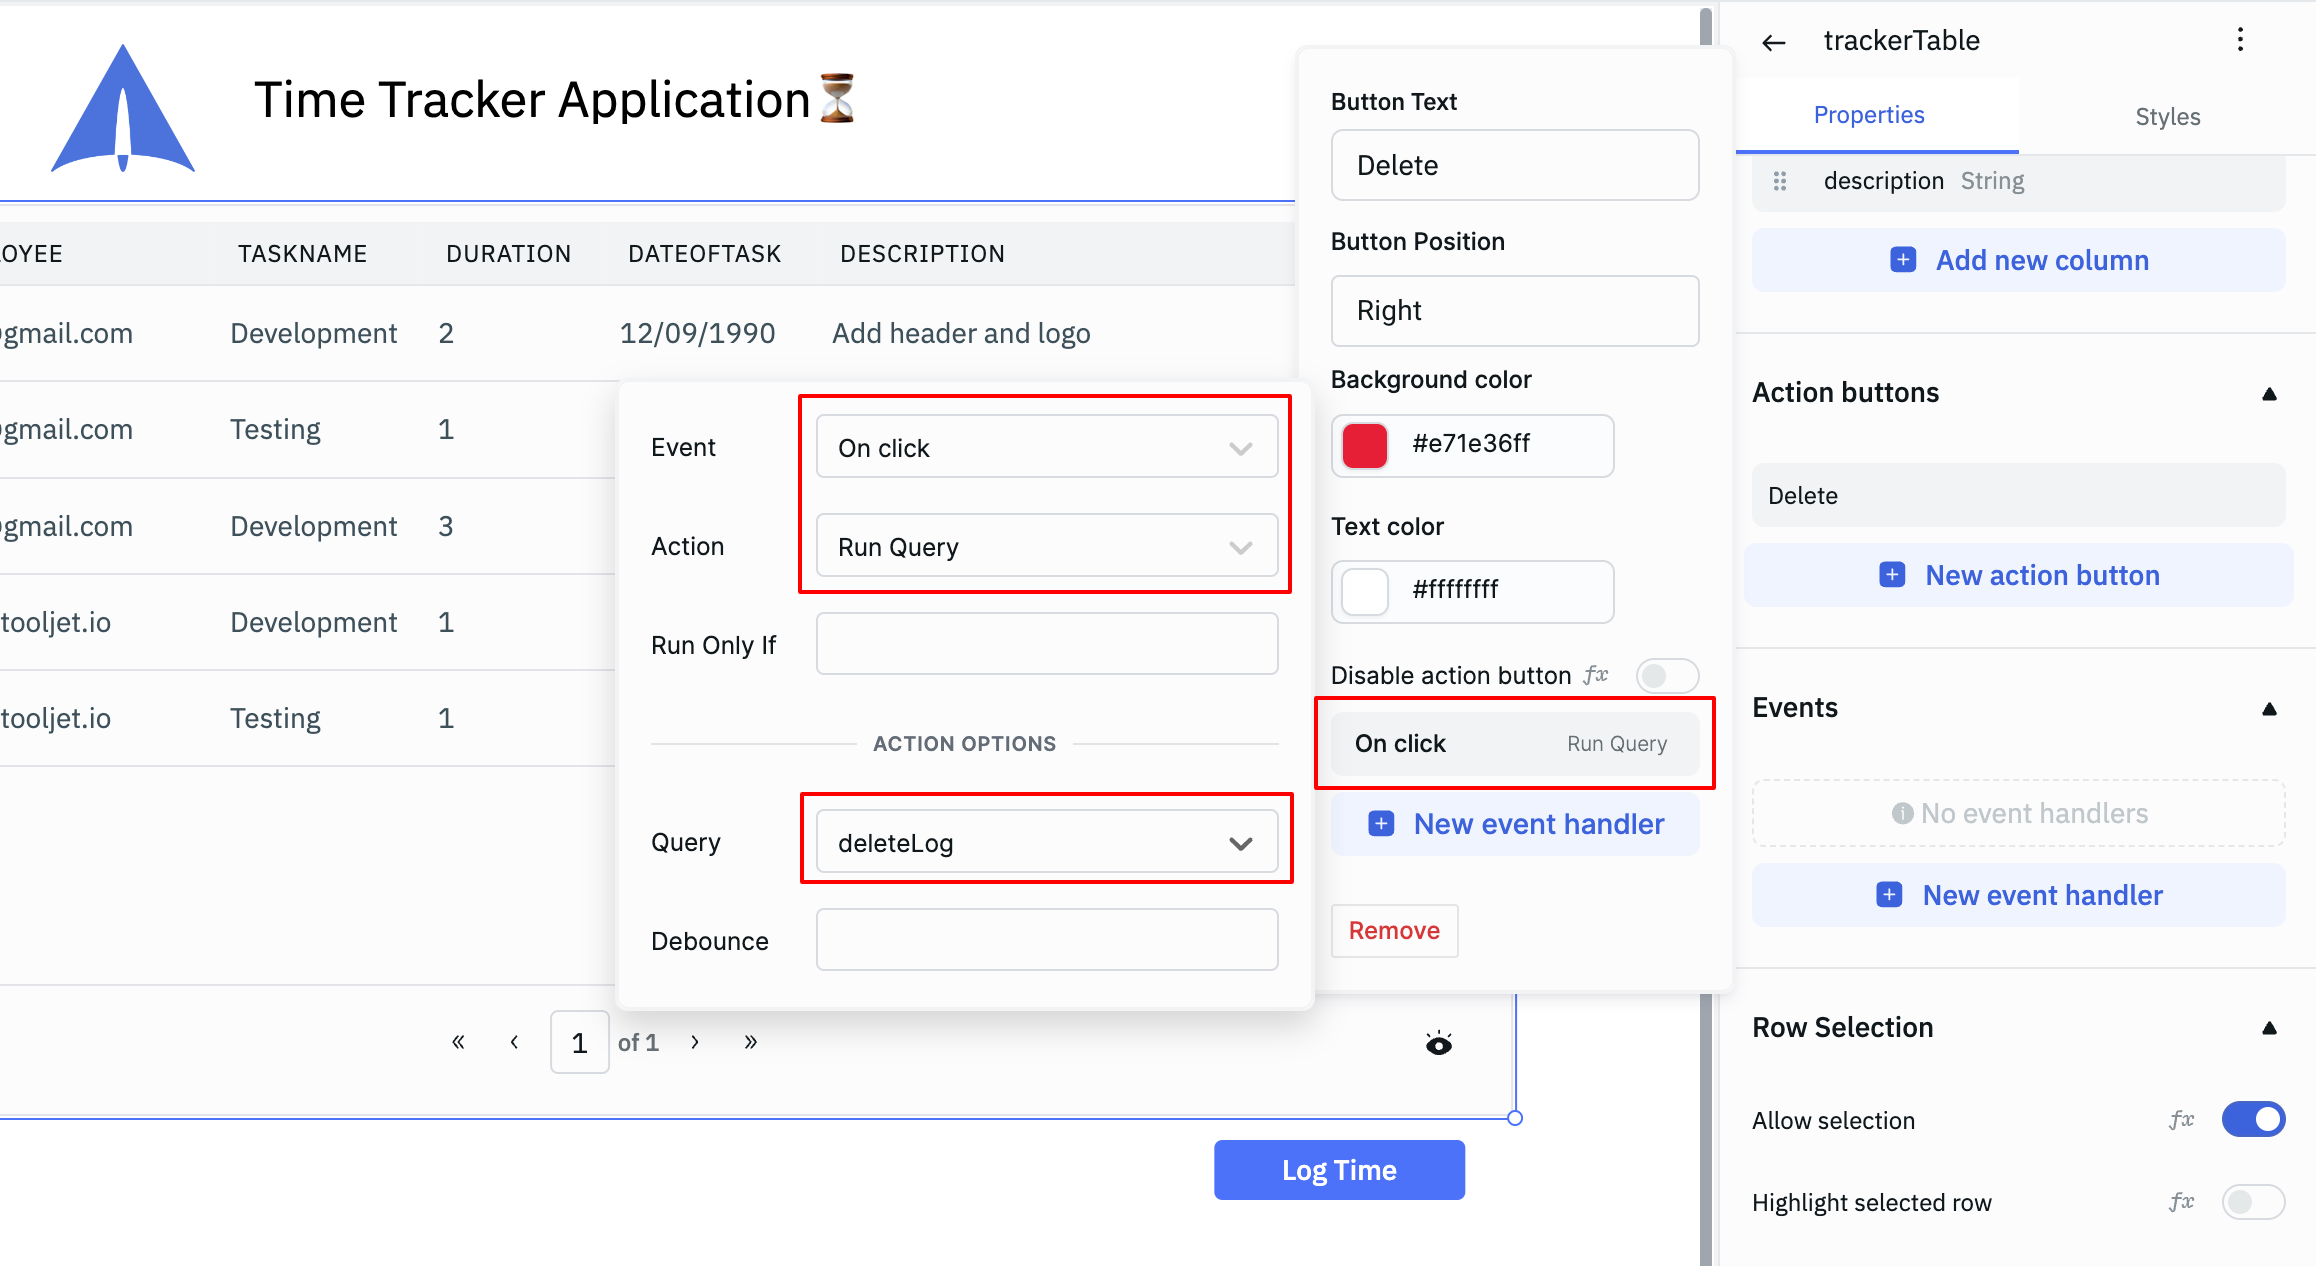 Time Tracker Application⏳
OYEE TASKNAME DURATION DATEOFTASK DESCRIPTION
gmail.com Development 2 12/09/1990 Add header and logo
gmail.com Testing 1
gmail.com Development 3
tooljet.io Development 1
tooljet.io Testing 1
« ‹ 1 of 1 › »
Log Time
Event On click
Action Run Query
Run Only If
ACTION OPTIONS
Query deleteLog
Debounce
Button Text
Delete
Button Position
Right
Background color
#e71e36ff
Text color
#ffffffff
Disable action button fx
On click Run Query
New event handler
Remove
trackerTable
Properties Styles
description String
Add new column
Action buttons
Delete
New action button
Events
No event handlers
New event handler
Row Selection
Allow selection fx
Highlight selected row fx